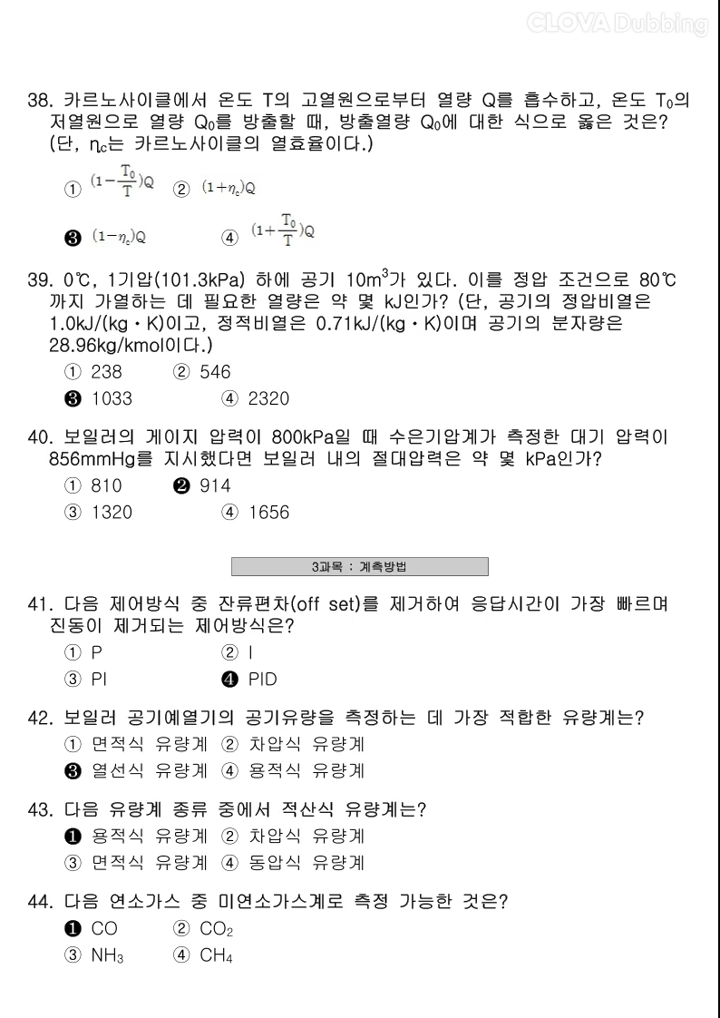 CLOVA Dubbing
38. 카르노사이클에서 온도 T의 고열원으로부터 열량 Q를 흡수하고, 온도 T₀의
저열원으로 열량 Q₀를 방출할 때, 방출열량 Q₀에 대한 식으로 옳은 것은?
(단, η꜀는 카르노사이클의 열효율이다.)
① (1-T₀/T)Q ② (1+η꜀)Q
❸ (1-η꜀)Q ④ (1+T₀/T)Q
39. 0℃, 1기압(101.3kPa) 하에 공기 10m³가 있다. 이를 정압 조건으로 80℃
까지 가열하는 데 필요한 열량은 약 몇 kJ인가? (단, 공기의 정압비열은
1.0kJ/(kg·K)이고, 정적비열은 0.71kJ/(kg·K)이며 공기의 분자량은
28.96kg/kmol이다.)
① 238 ② 546
❸ 1033 ④ 2320
40. 보일러의 게이지 압력이 800kPa일 때 수은기압계가 측정한 대기 압력이
856mmHg를 지시했다면 보일러 내의 절대압력은 약 몇 kPa인가?
① 810 ❷ 914
③ 1320 ④ 1656
3과목 : 계측방법
41. 다음 제어방식 중 잔류편차(off set)를 제거하여 응답시간이 가장 빠르며
진동이 제거되는 제어방식은?
① P ② I
③ PI ❹ PID
42. 보일러 공기예열기의 공기유량을 측정하는 데 가장 적합한 유량계는?
① 면적식 유량계 ② 차압식 유량계
❸ 열선식 유량계 ④ 용적식 유량계
43. 다음 유량계 종류 중에서 적산식 유량계는?
❶ 용적식 유량계 ② 차압식 유량계
③ 면적식 유량계 ④ 동압식 유량계
44. 다음 연소가스 중 미연소가스계로 측정 가능한 것은?
❶ CO ② CO₂
③ NH₃ ④ CH₄